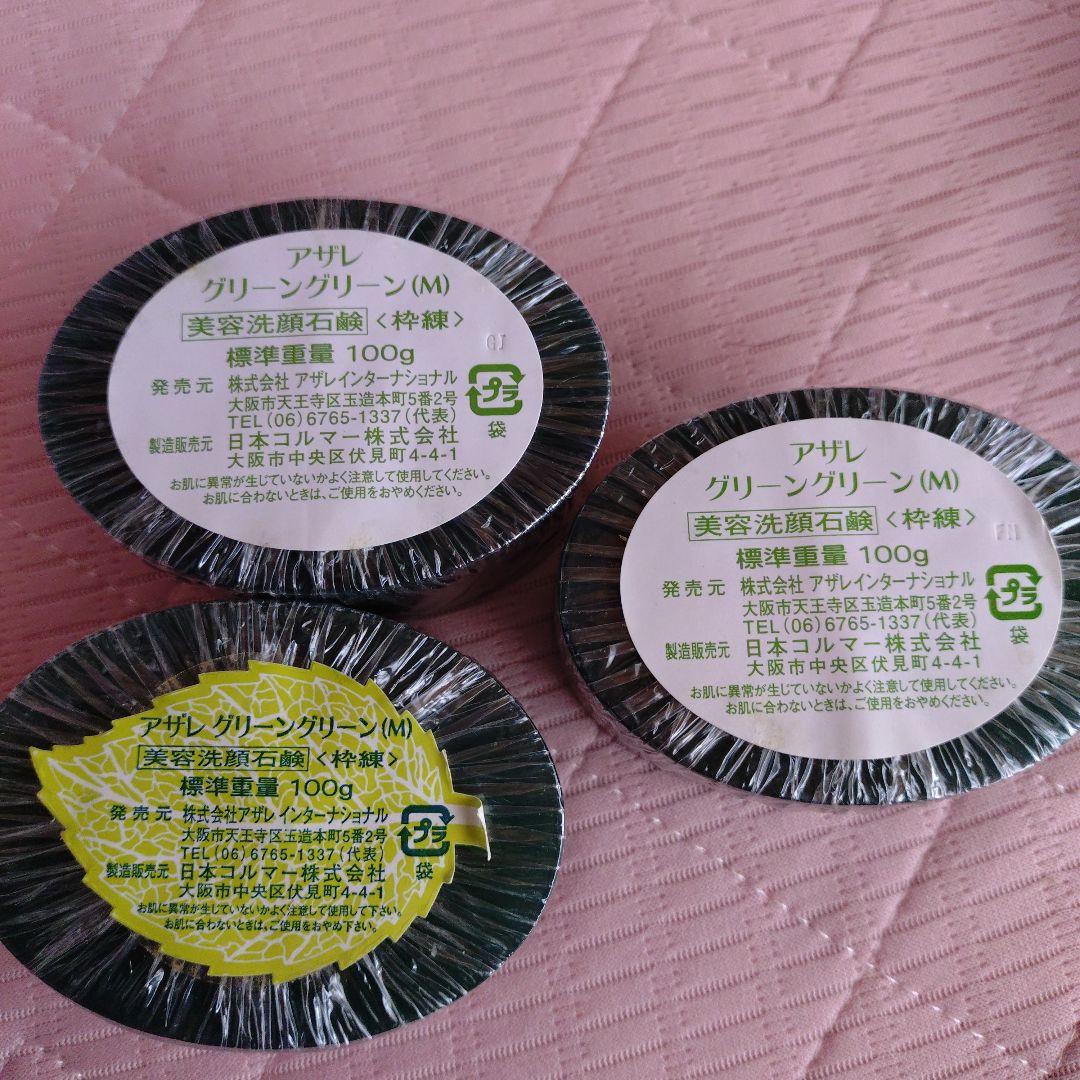 アザレ
グリーングリーン(M)
美容洗顔石鹸 <枠練>
標準重量 100g
発売元 株式会社 アザレインターナショナル
大阪市天王寺区玉造本町5番2号
TEL(06)6765-1337(代表)
製造販売元 日本コルマー株式会社
大阪市中央区伏見町4-4-1
プラ
袋
お肌に異常が生じていないかよく注意して使用してください。
お肌に合わないときは、ご使用をおやめください。
アザレ
グリーングリーン(M)
美容洗顔石鹸 <枠練>
標準重量 100g
発売元 株式会社 アザレインターナショナル
大阪市天王寺区玉造本町5番2号
TEL(06)6765-1337(代表)
製造販売元 日本コルマー株式会社
大阪市中央区伏見町4-4-1
プラ
袋
お肌に異常が生じていないかよく注意して使用してください。
お肌に合わないときは、ご使用をおやめください。
アザレ グリーングリーン(M)
美容洗顔石鹸 <枠練>
標準重量 100g
発売元 株式会社アザレインターナショナル
大阪市天王寺区玉造本町5番2号
TEL(06)6765-1337(代表)
製造販売元 日本コルマー株式会社
大阪市中央区伏見町4-4-1
プラ
袋
お肌に異常が生じていないかよく注意して使用して下さい。
お肌に合わないときは、ご使用をおやめ下さい。